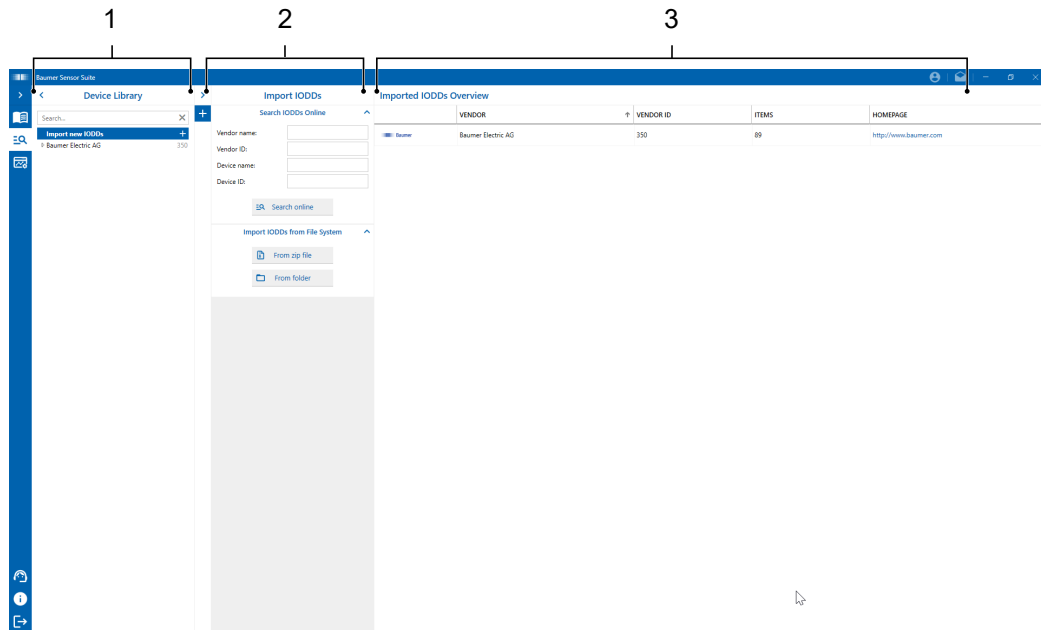 1 2 3
Baumer Sensor Suite
Device Library
Search...
Import new IODDs
Baumer Electric AG 350
Import IODDs
Search IODDs Online
Vendor name:
Vendor ID:
Device name:
Device ID:
Search online
Import IODDs from File System
From zip file
From folder
Imported IODDs Overview
VENDOR VENDOR ID ITEMS HOMEPAGE
Baumer Baumer Electric AG 350 89 http://www.baumer.com